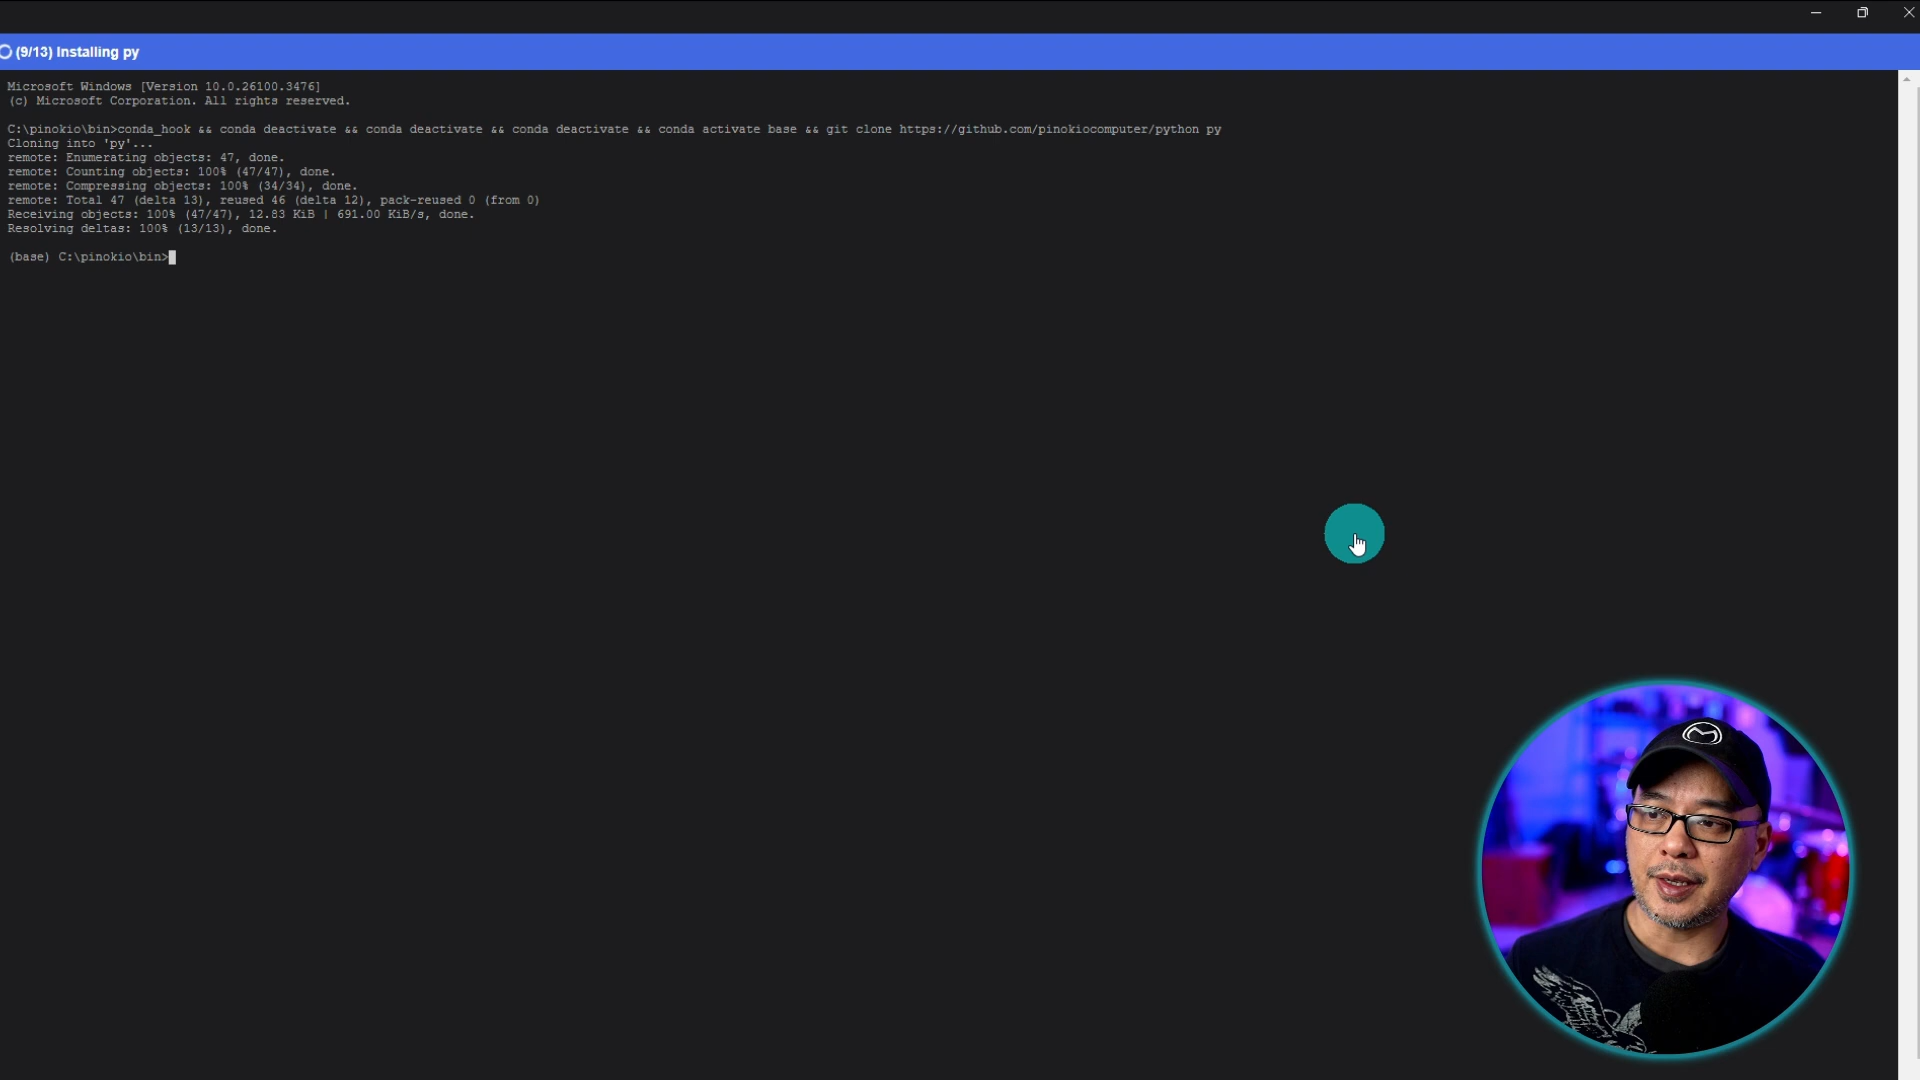 (9/13) Installing py
Microsoft Windows [Version 10.0.26100.3476]
(c) Microsoft Corporation. All rights reserved.
C:\pinokio\bin>conda_hook && conda deactivate && conda deactivate && conda deactivate && conda activate base && git clone https://github.com/pinokiocomputer/python py
Cloning into 'py'...
remote: Enumerating objects: 47, done.
remote: Counting objects: 100% (47/47), done.
remote: Compressing objects: 100% (34/34), done.
remote: Total 47 (delta 13), reused 46 (delta 12), pack-reused 0 (from 0)
Receiving objects: 100% (47/47), 12.83 KiB | 691.00 KiB/s, done.
Resolving deltas: 100% (13/13), done.
(base) C:\pinokio\bin>